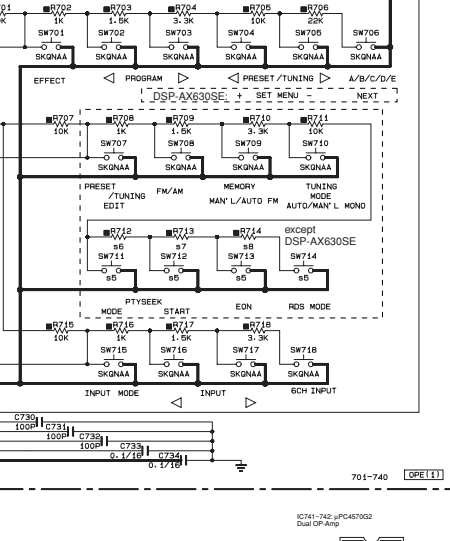 701 R702 R703 R704 R705 R706
K 1K 1.5K 3.3K 10K 22K
SW701 SW702 SW703 SW704 SW705 SW706
SKQNAA SKQNAA SKQNAA SKQNAA SKQNAA SKQNAA
EFFECT ◁ PROGRAM ▷ ◁ PRESET/TUNING ▷ A/B/C/D/E
DSP-AX630SE: + SET MENU - NEXT
R707 R708 R709 R710 R711
10K 1K 1.5K 3.3K 10K
SW707 SW708 SW709 SW710
SKQNAA SKQNAA SKQNAA SKQNAA
PRESET
/TUNING
EDIT
FM/AM
MEMORY
MAN'L/AUTO FM
TUNING
MODE
AUTO/MAN'L MONO
R712 R713 R714
s6 s7 s8
except
DSP-AX630SE
SW711 SW712 SW713 SW714
s5 s5 s5 s5
PTYSEEK
MODE START EON RDS MODE
R715 R716 R717 R718
10K 1K 1.5K 3.3K
SW715 SW716 SW717 SW718
SKQNAA SKQNAA SKQNAA SKQNAA
INPUT MODE ◁ INPUT ▷ 6CH INPUT
C730
100P C731
100P C732
100P C733
0.1/16 C734
0.1/16
701-740 OPE(1)
IC741-742: µPC4570G2
Dual OP-Amp